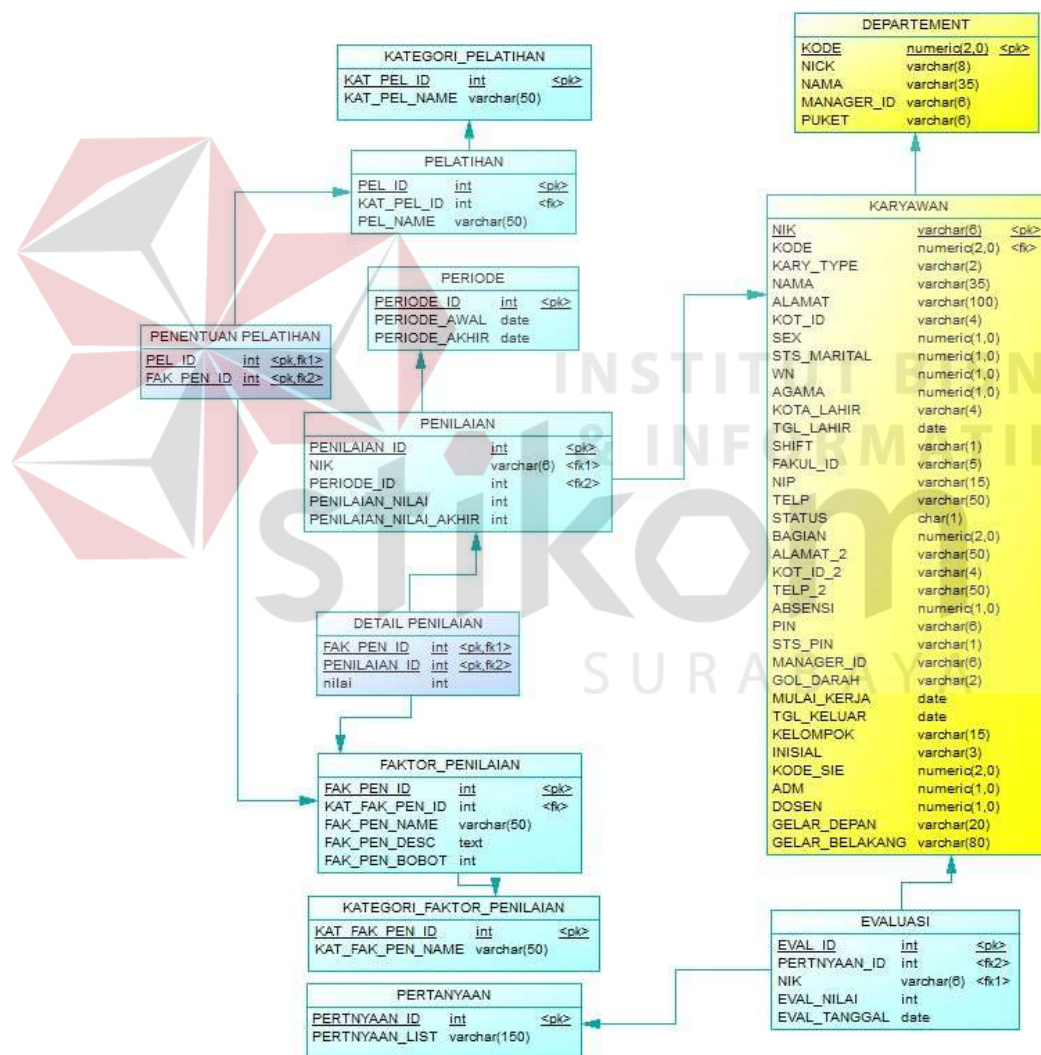 DEPARTEMENT
KODE numeric(2,0) <pk>
NICK varchar(8)
NAMA varchar(35)
MANAGER_ID varchar(6)
PUKET varchar(6)
KATEGORI_PELATIHAN
KAT_PEL_ID int <pk>
KAT_PEL_NAME varchar(50)
PELATIHAN
PEL_ID int <pk>
KAT_PEL_ID int <fk>
PEL_NAME varchar(50)
KARYAWAN
NIK varchar(6) <pk>
KODE numeric(2,0) <fk>
KARY_TYPE varchar(2)
NAMA varchar(35)
ALAMAT varchar(100)
KOT_ID varchar(4)
SEX numeric(1,0)
STS_MARITAL numeric(1,0)
WN numeric(1,0)
AGAMA numeric(1,0)
KOTA_LAHIR varchar(4)
TGL_LAHIR date
SHIFT varchar(1)
FAKUL_ID varchar(5)
NIP varchar(15)
TELP varchar(50)
STATUS char(1)
BAGIAN numeric(2,0)
ALAMAT_2 varchar(50)
KOT_ID_2 varchar(4)
TELP_2 varchar(50)
ABSENSI numeric(1,0)
PIN varchar(6)
STS_PIN varchar(1)
MANAGER_ID varchar(6)
GOL_DARAH varchar(2)
MULAI_KERJA date
TGL_KELUAR date
KELOMPOK varchar(15)
INISIAL varchar(3)
KODE_SIE numeric(2,0)
ADM numeric(1,0)
DOSEN numeric(1,0)
GELAR_DEPAN varchar(20)
GELAR_BELAKANG varchar(80)
PERIODE
PERIODE_ID int <pk>
PERIODE_AWAL date
PERIODE_AKHIR date
PENENTUAN PELATIHAN
PEL_ID int <pk,fk1>
FAK_PEN_ID int <pk,fk2>
PENILAIAN
PENILAIAN_ID int <pk>
NIK varchar(6) <fk1>
PERIODE_ID int <fk2>
PENILAIAN_NILAI int
PENILAIAN_NILAI_AKHIR int
INSTITUT
& INFORMATI
stikom
SURABAYA
DETAIL PENILAIAN
FAK_PEN_ID int <pk,fk1>
PENILAIAN_ID int <pk,fk2>
nilai int
FAKTOR_PENILAIAN
FAK_PEN_ID int <pk>
KAT_FAK_PEN_ID int <fk>
FAK_PEN_NAME varchar(50)
FAK_PEN_DESC text
FAK_PEN_BOBOT int
KATEGORI_FAKTOR_PENILAIAN
KAT_FAK_PEN_ID int <pk>
KAT_FAK_PEN_NAME varchar(50)
EVALUASI
EVAL_ID int <pk>
PERTNYAAN_ID int <fk2>
NIK varchar(6) <fk1>
EVAL_NILAI int
EVAL_TANGGAL date
PERTANYAAN
PERTNYAAN_ID int <pk>
PERTNYAAN_LIST varchar(150)